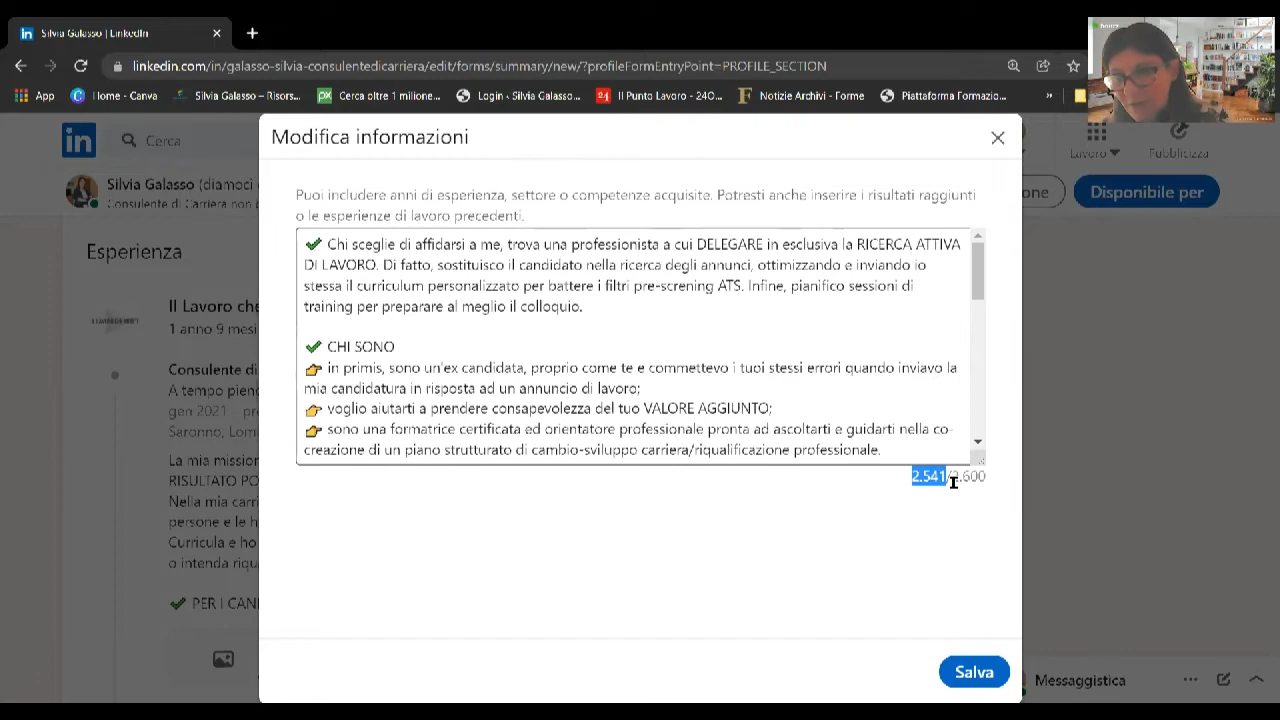 Silvia Galasso | LinkedIn
linkedin.com/in/galasso-silvia-consulentedicarriera/edit/forms/summary/new/?profileFormEntryPoint=PROFILE_SECTION
App
Home - Canva
Silvia Galasso – Risors...
Cerca oltre 1 milione...
Login ‹ Silvia Galasso...
Il Punto Lavoro - 24O...
Notizie Archivi - Forme
Piattaforma Formazio...
»
Modifica informazioni
Cerca
Lavoro
Pubblicizza
Silvia Galasso (diamoci
Consulente di Carriera non
one
Disponibile per
Puoi includere anni di esperienza, settore o competenze acquisite. Potresti anche inserire i risultati raggiunti
o le esperienze di lavoro precedenti.
✔ Chi sceglie di affidarsi a me, trova una professionista a cui DELEGARE in esclusiva la RICERCA ATTIVA
DI LAVORO. Di fatto, sostituisco il candidato nella ricerca degli annunci, ottimizzando e inviando io
stessa il curriculum personalizzato per battere i filtri pre-screning ATS. Infine, pianifico sessioni di
training per preparare al meglio il colloquio.
✔ CHI SONO
👉 in primis, sono un'ex candidata, proprio come te e commettevo i tuoi stessi errori quando inviavo la
mia candidatura in risposta ad un annuncio di lavoro;
👉 voglio aiutarti a prendere consapevolezza del tuo VALORE AGGIUNTO;
👉 sono una formatrice certificata ed orientatore professionale pronta ad ascoltarti e guidarti nella co-
creazione di un piano strutturato di cambio-sviluppo carriera/riqualificazione professionale.
2.541/2.600
Esperienza
Il Lavoro che
1 anno 9 mesi
Consulente di
A tempo pien
gen 2021 - pr
Saronno, Lom
La mia mission
RISULTATO PO
Nella mia carri
persone e le h
Curricula e ho
o intenda riqu
✔ PER I CAN
Salva
Messaggistica